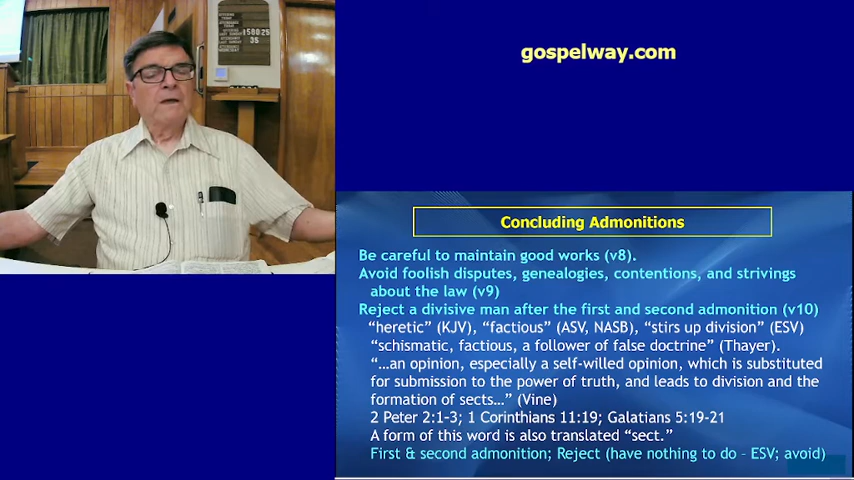 gospelway.com
Concluding Admonitions
Be careful to maintain good works (v8).
Avoid foolish disputes, genealogies, contentions, and strivings
about the law (v9)
Reject a divisive man after the first and second admonition (v10)
“heretic” (KJV), “factious” (ASV, NASB), “stirs up division” (ESV)
“schismatic, factious, a follower of false doctrine” (Thayer).
“…an opinion, especially a self-willed opinion, which is substituted
for submission to the power of truth, and leads to division and the
formation of sects…” (Vine)
2 Peter 2:1-3; 1 Corinthians 11:19; Galatians 5:19-21
A form of this word is also translated “sect.”
First & second admonition; Reject (have nothing to do – ESV; avoid)